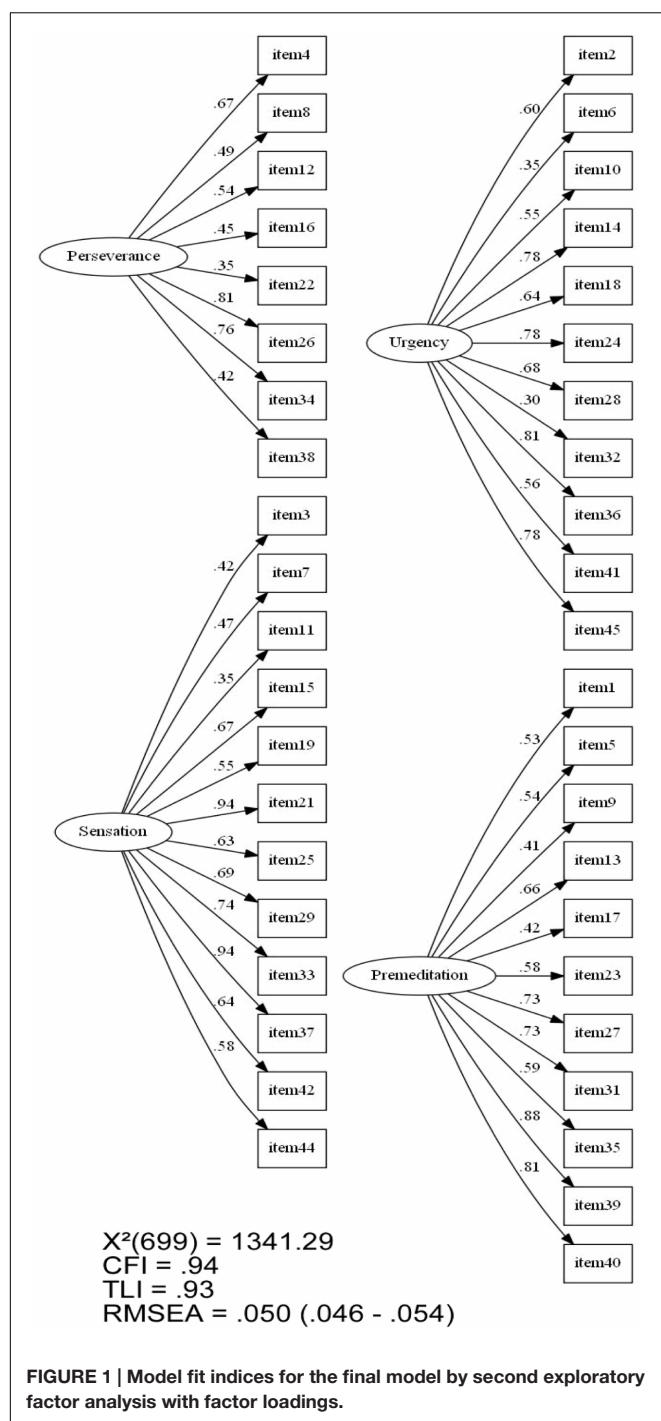 item4
.67
item8
.49
item12
.54
item16
.45
Perseverance
item22
.35
item26
.81
item34
.76
item38
.42
item2
.60
item6
.35
item10
.55
item14
.78
item18
.64
Urgency
item24
.78
item28
.68
item32
.30
item36
.81
item41
.56
item45
.78
item3
.42
item7
.47
item11
.35
item15
.67
item19
.55
Sensation
item21
.94
item25
.63
item29
.69
item33
.74
item37
.94
item42
.64
item44
.58
item1
.53
item5
.54
item9
.41
item13
.66
item17
.42
Premeditation
item23
.58
item27
.73
item31
.73
item35
.59
item39
.88
item40
.81
X²(699) = 1341.29
CFI = .94
TLI = .93
RMSEA = .050 (.046 - .054)
FIGURE 1 | Model fit indices for the final model by second exploratory
factor analysis with factor loadings.